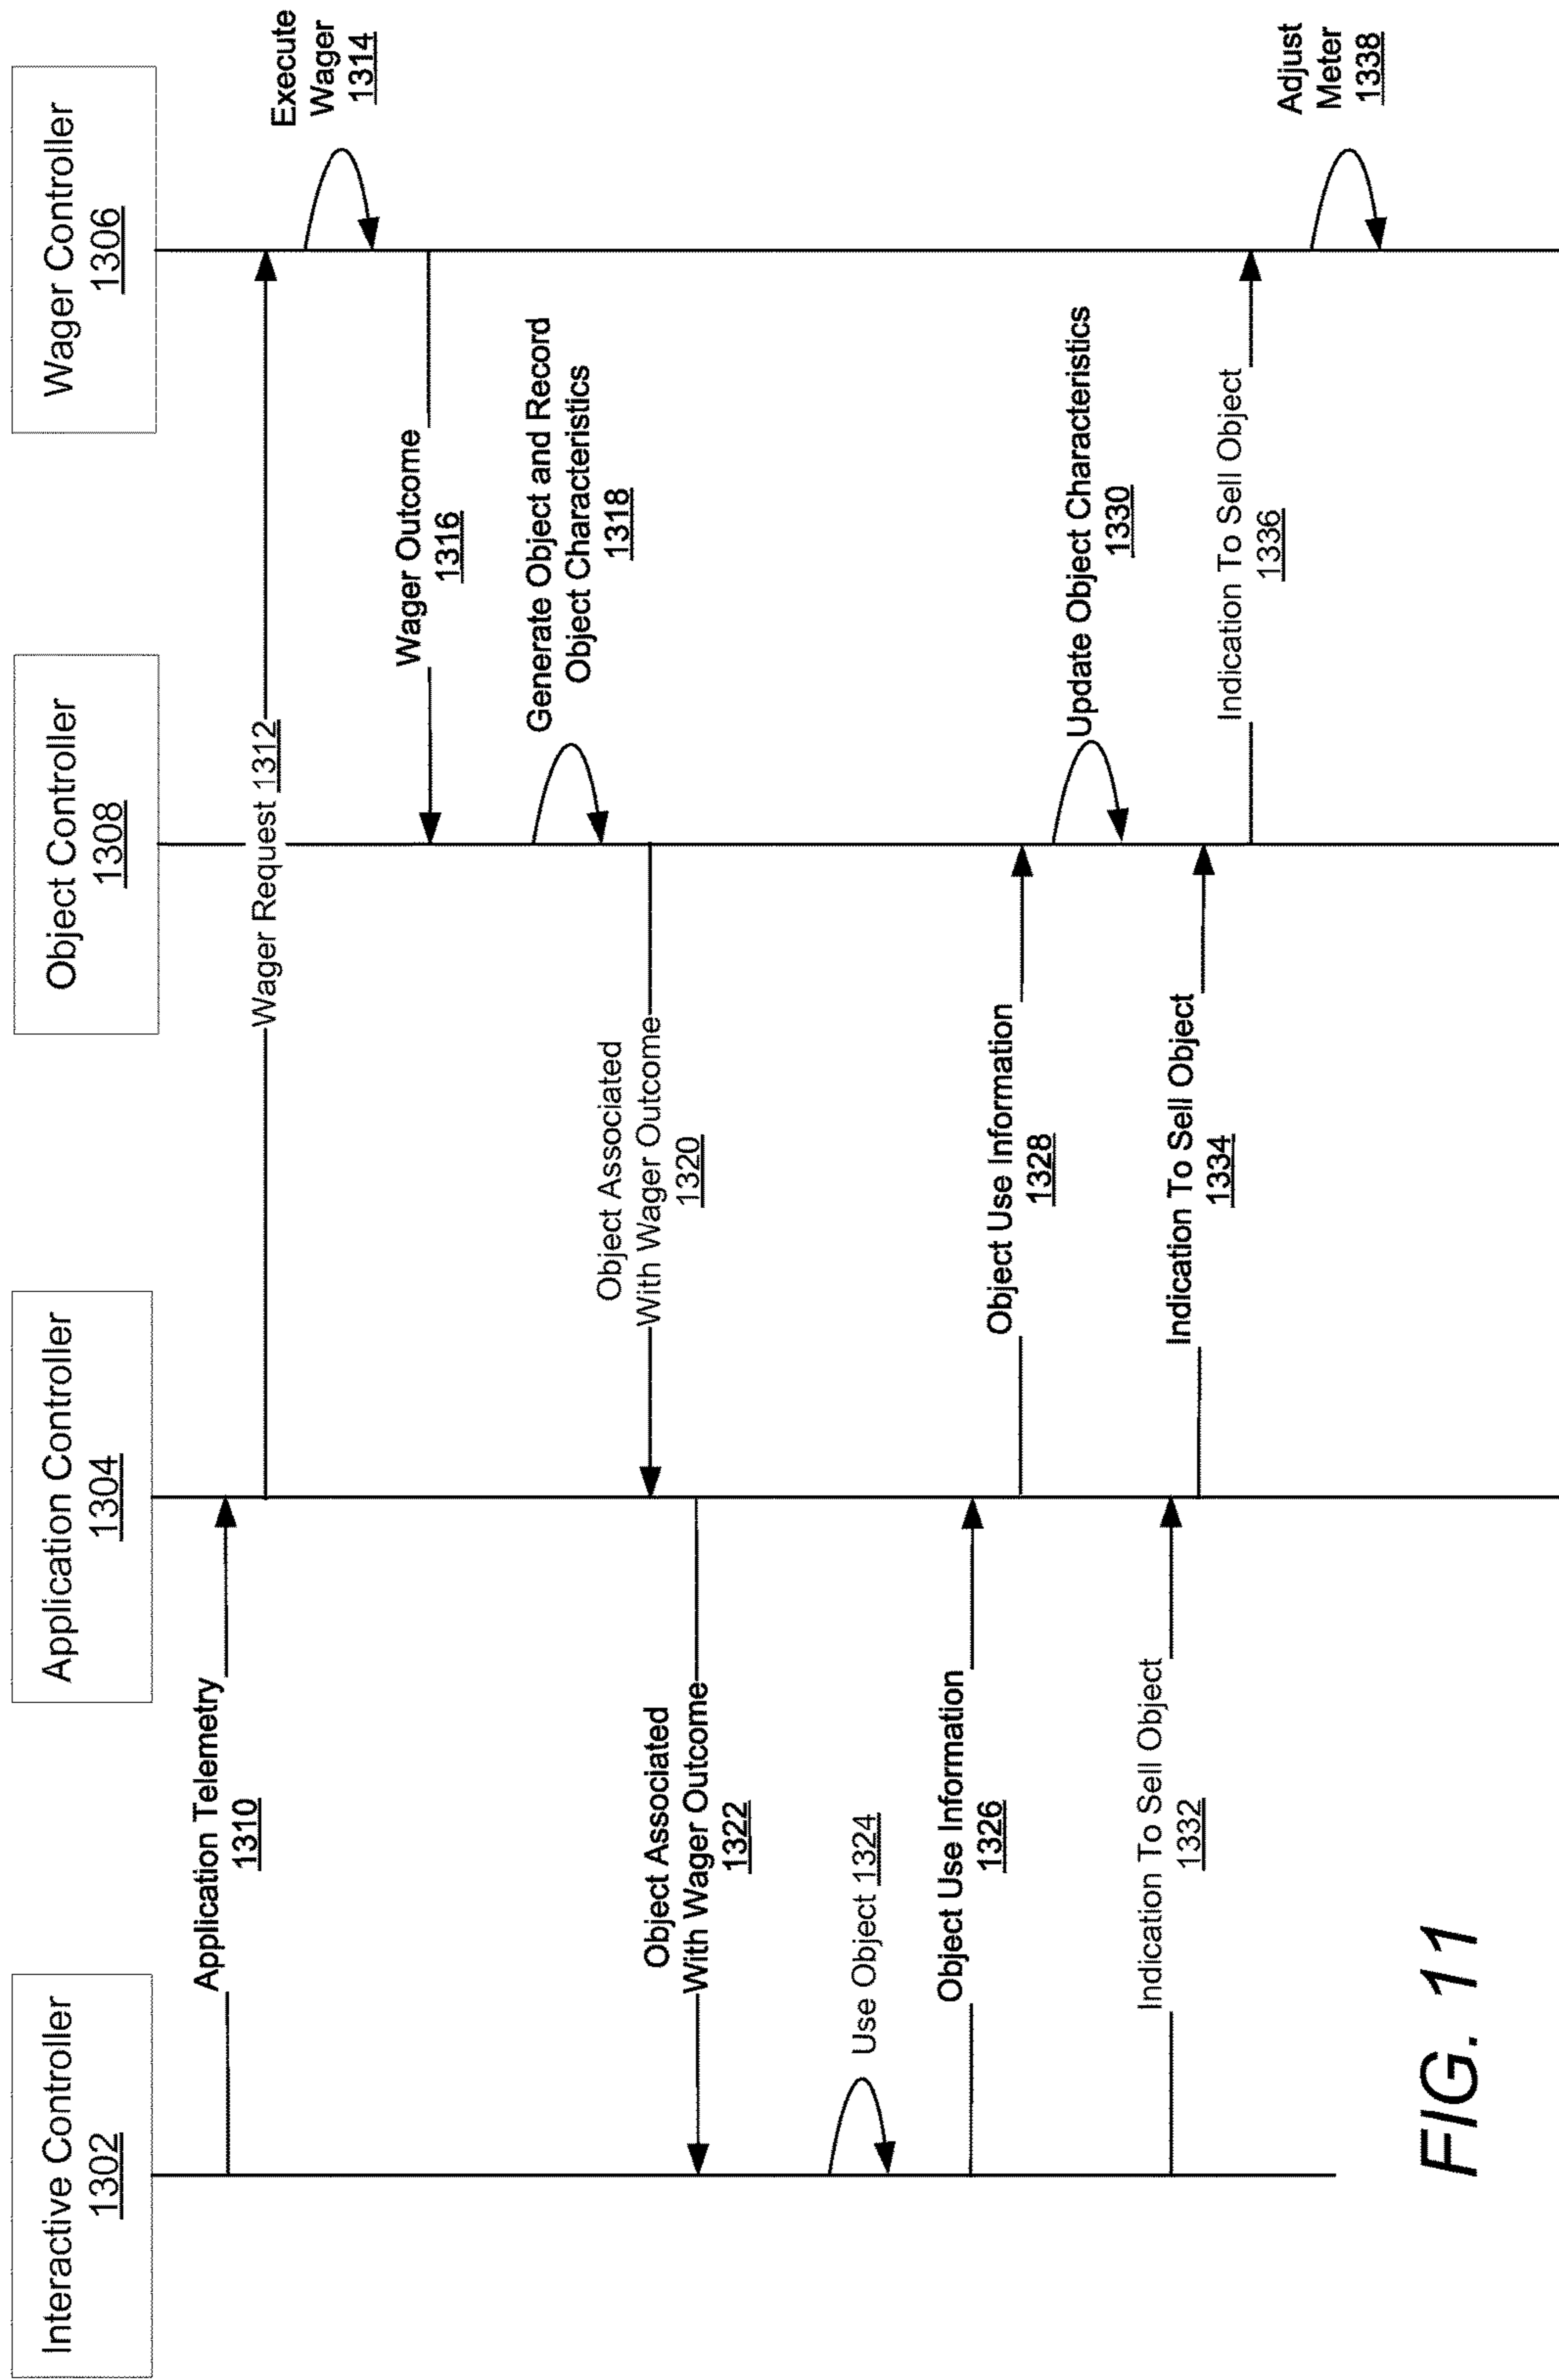 Interactive Controller
1302
Application Controller
1304
Object Controller
1308
Wager Controller
1306
Application Telemetry
1310
Wager Request 1312
Execute
Wager
1314
Wager Outcome
1316
Generate Object and Record
Object Characteristics
1318
Object Associated
With Wager Outcome
1320
Object Associated
With Wager Outcome
1322
Use Object 1324
Object Use Information
1326
Object Use Information
1328
Update Object Characteristics
1330
Indication To Sell Object
1332
Indication To Sell Object
1334
Indication To Sell Object
1336
Adjust
Meter
1338
FIG. 11